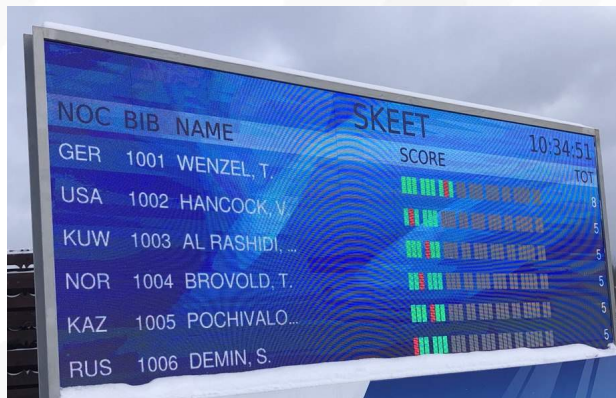 SKEET 10:34:51
NOC BIB NAME SCORE TOT
GER 1001 WENZEL, T. 8
USA 1002 HANCOCK, V 5
KUW 1003 AL RASHIDI, ... 5
NOR 1004 BROVOLD, T. 5
KAZ 1005 POCHIVALO... 5
RUS 1006 DEMIN, S. 5